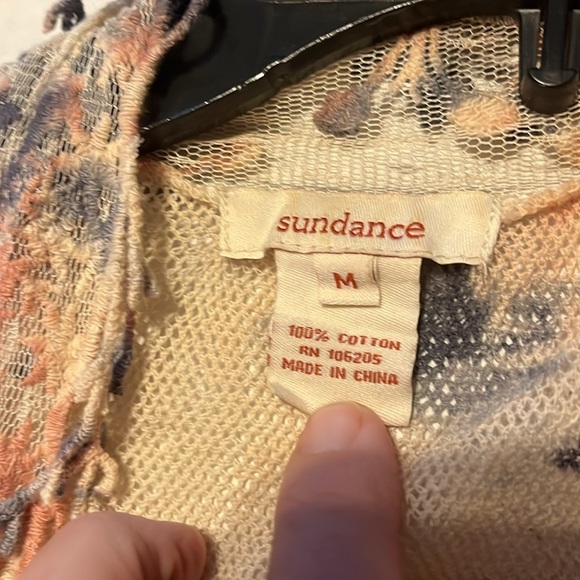 sundance
M
100% COTTON
RN 106205
MADE IN CHINA